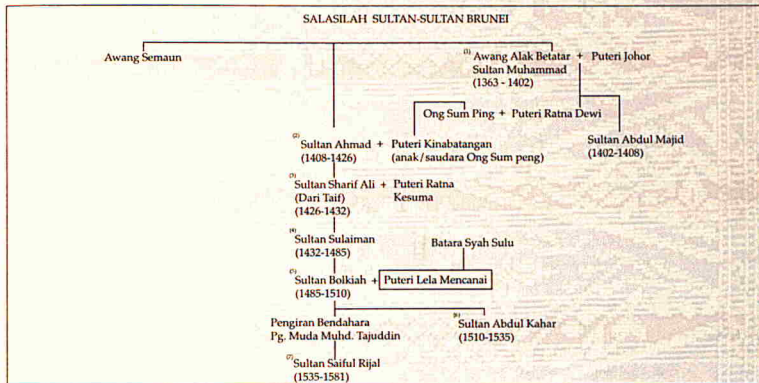 SALASILAH SULTAN-SULTAN BRUNEI
Awang Semaun
(1) Awang Alak Betatar + Puteri Johor
Sultan Muhammad
(1363 - 1402)
Ong Sum Ping + Puteri Ratna Dewi
Sultan Abdul Majid
(1402-1408)
(2) Sultan Ahmad + Puteri Kinabatangan
(1408-1426) (anak/saudara Ong Sum peng)
(3) Sultan Sharif Ali + Puteri Ratna
(Dari Taif) Kesuma
(1426-1432)
(4) Sultan Sulaiman
(1432-1485)
Batara Syah Sulu
(5) Sultan Bolkiah + Puteri Lela Mencanai
(1485-1510)
Pengiran Bendahara
Pg. Muda Muhd. Tajuddin
(6) Sultan Abdul Kahar
(1510-1535)
(7) Sultan Saiful Rijal
(1535-1581)